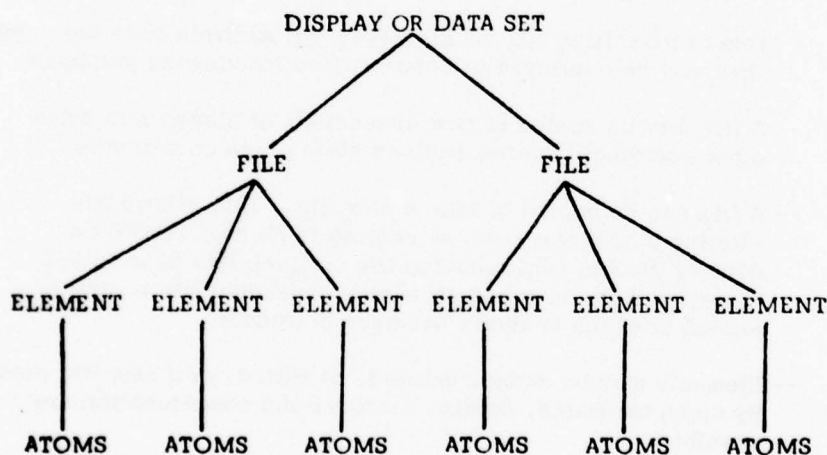 DISPLAY OR DATA SET
FILE FILE
ELEMENT ELEMENT ELEMENT ELEMENT ELEMENT ELEMENT
ATOMS ATOMS ATOMS ATOMS ATOMS ATOMS